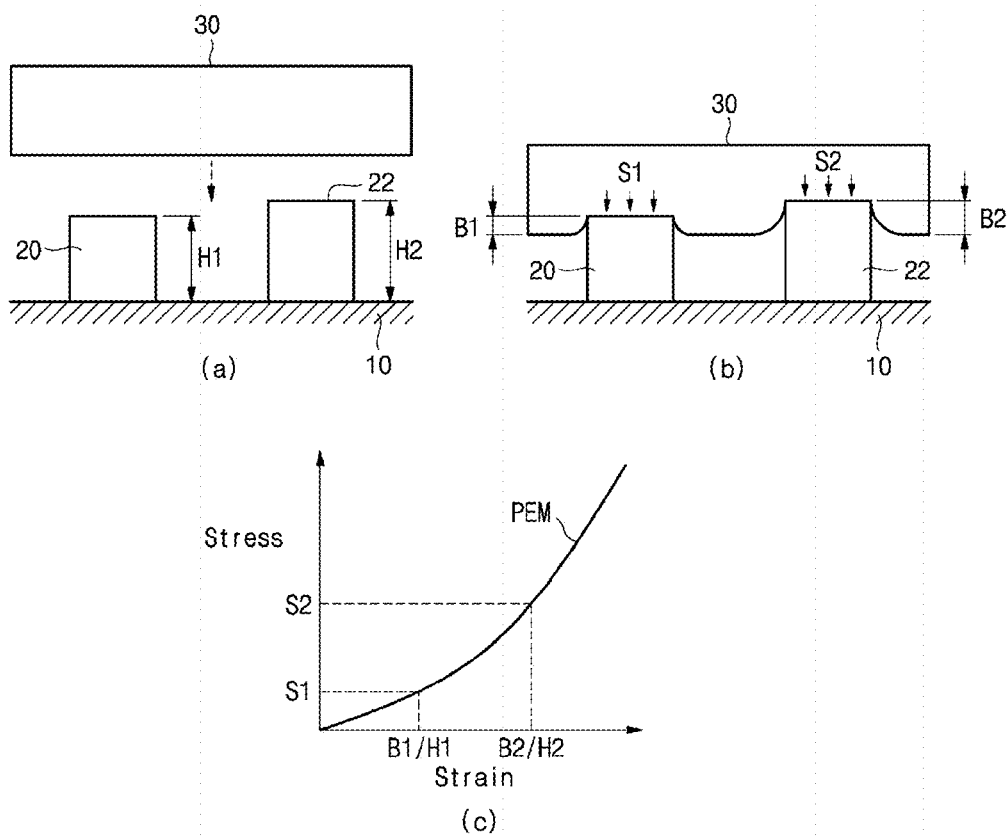 30
20
22
H1
H2
10
(a)
30
S1
S2
B1
B2
20
22
10
(b)
Stress
PEM
S2
S1
B1/H1
B2/H2
Strain
(c)